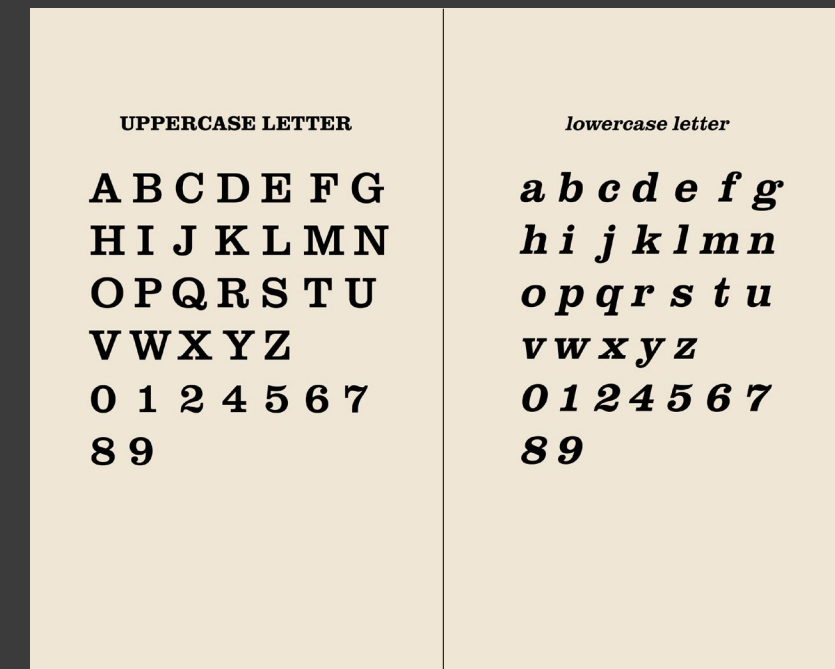 UPPERCASE LETTER
A B C D E F G
H I J K L M N
O P Q R S T U
V W X Y Z
0 1 2 4 5 6 7
8 9
lowercase letter
a b c d e f g
h i j k l m n
o p q r s t u
v w x y z
0 1 2 4 5 6 7
8 9